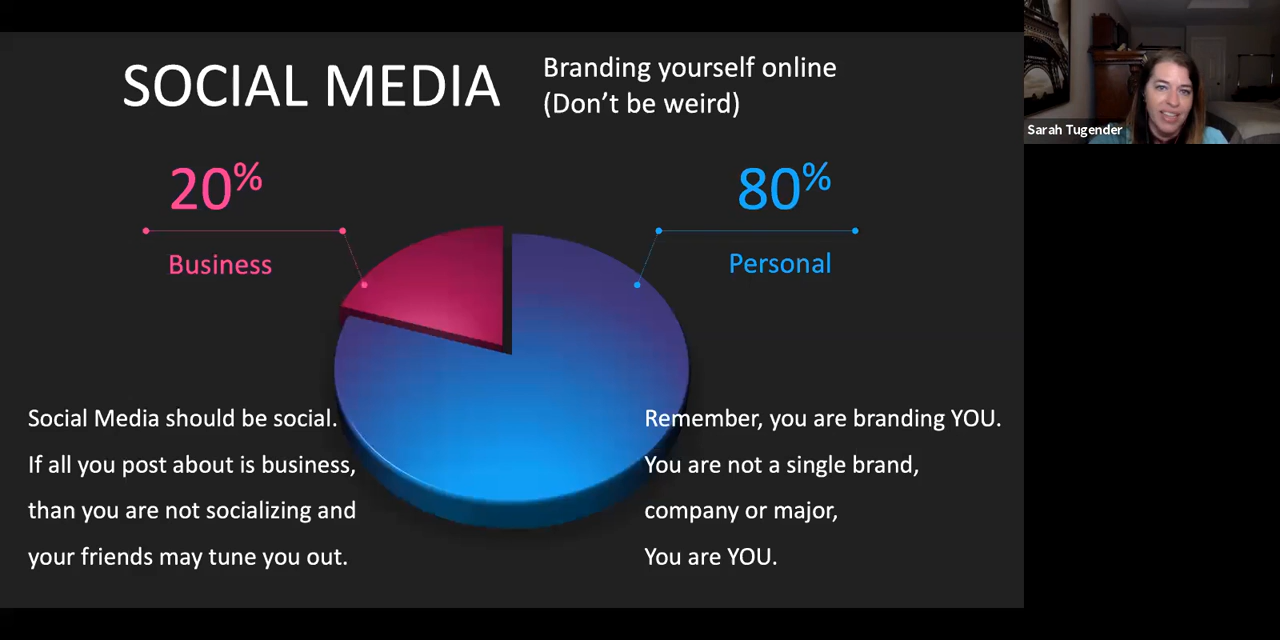 SOCIAL MEDIA
Branding yourself online
(Don’t be weird)
Sarah Tugender
20%
Business
80%
Personal
Social Media should be social.
If all you post about is business,
than you are not socializing and
your friends may tune you out.
Remember, you are branding YOU.
You are not a single brand,
company or major,
You are YOU.